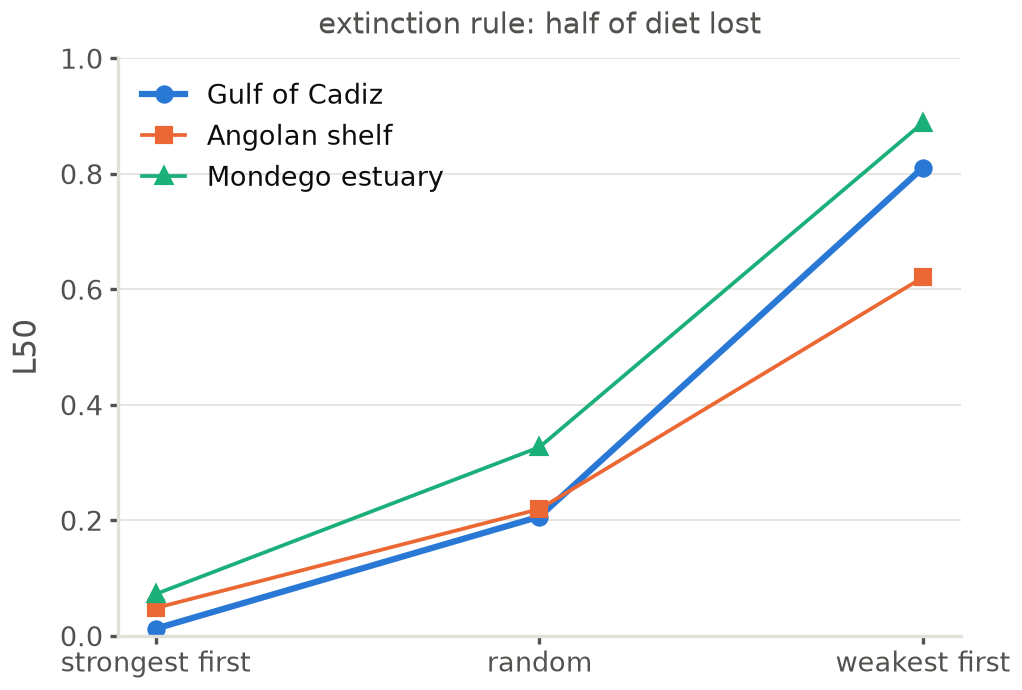 extinction rule: half of diet lost
1.0
0.8
0.6
0.4
0.2
0.0
L50
Gulf of Cadiz
Angolan shelf
Mondego estuary
strongest first
random
weakest first